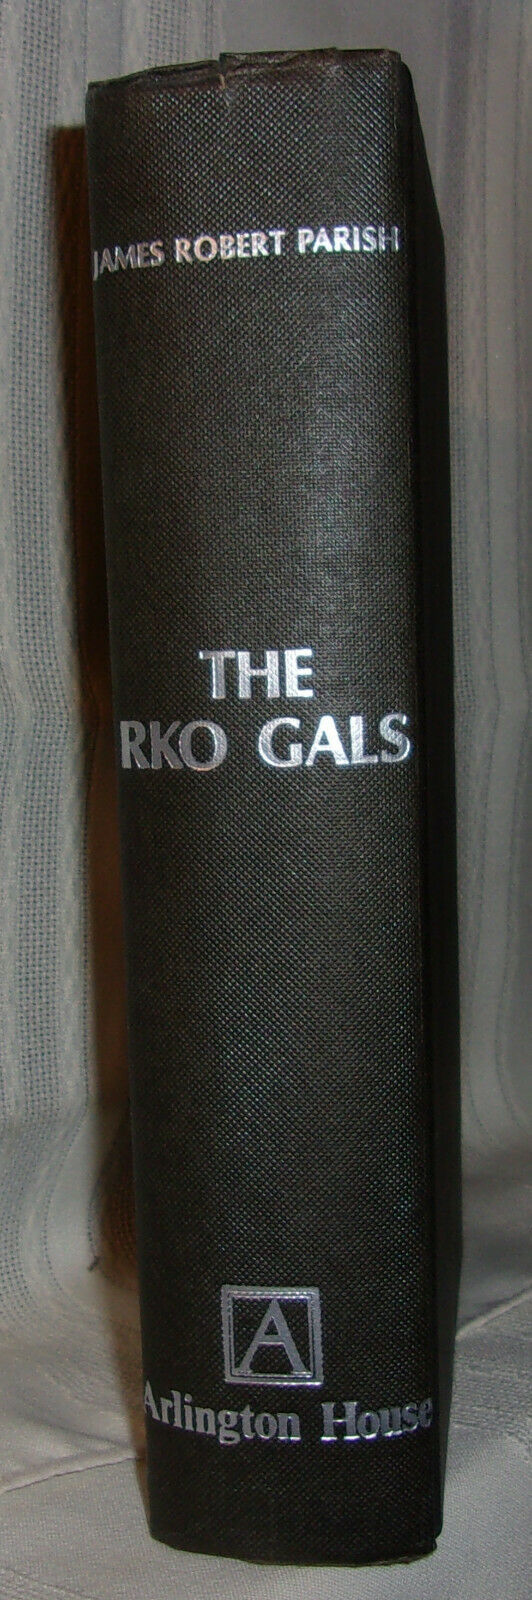 JAMES ROBERT PARISH
THE
RKO GALS
A
Arlington House